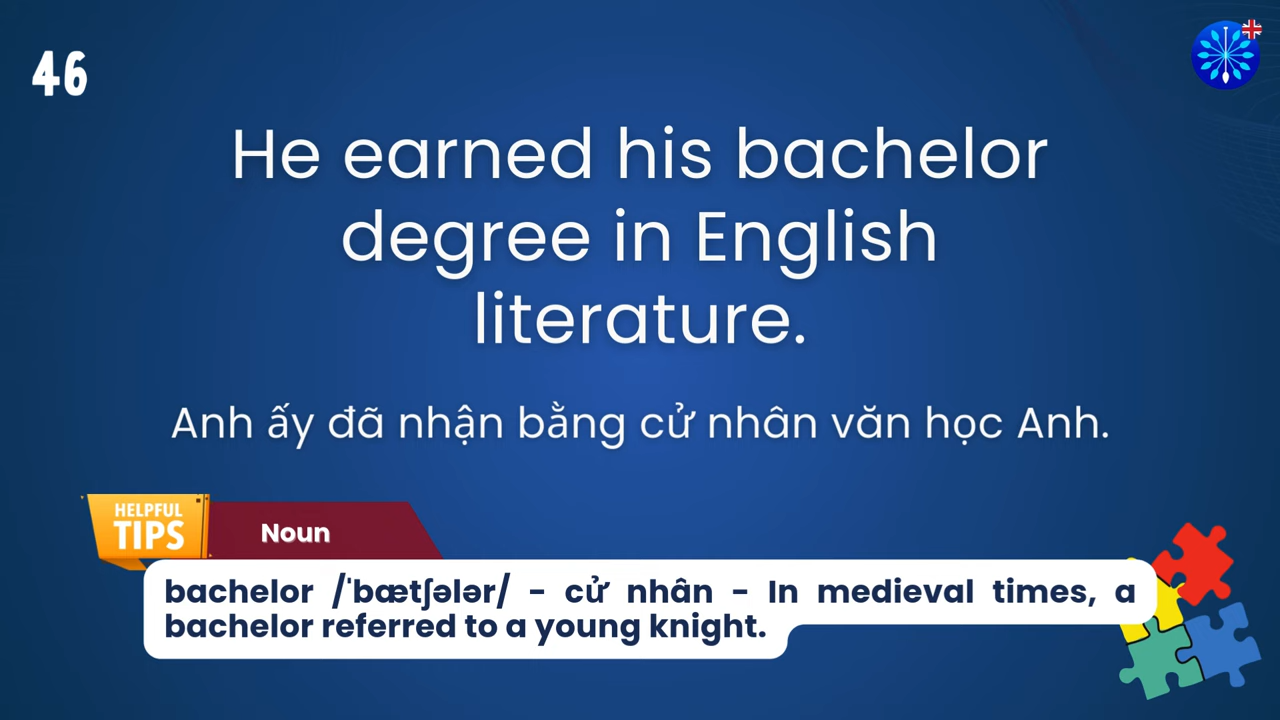 46
He earned his bachelor
degree in English
literature.
Anh ấy đã nhận bằng cử nhân văn học Anh.
HELPFUL
TIPS
Noun
bachelor /ˈbætʃələr/ - cử nhân - In medieval times, a
bachelor referred to a young knight.